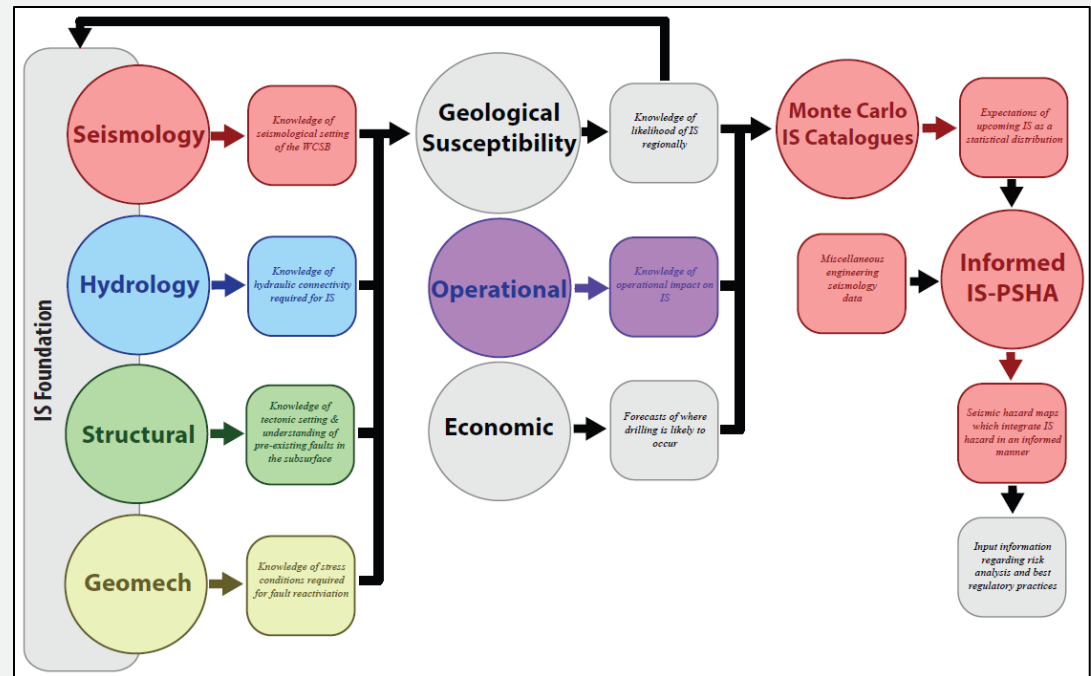 IS Foundation
Seismology
Knowledge of
seismological setting
of the WCSB
Hydrology
Knowledge of
hydraulic connectivity
required for IS
Structural
Knowledge of
tectonic setting &
understanding of
pre-existing faults in
the subsurface
Geomech
Knowledge of stress
conditions required
for fault reactiviation
Geological
Susceptibility
Knowledge of
likelihood of IS
regionally
Operational
Knowledge of
operational impact on
IS
Economic
Forecasts of where
drilling is likely to
occur
Monte Carlo
IS Catalogues
Expectations of
upcoming IS as a
statistical distribution
Miscellaneous
engineering
seismology
data
Informed
IS-PSHA
Seismic hazard maps
which integrate IS
hazard in an informed
manner
Input information
regarding risk
analysis and best
regulatory practices